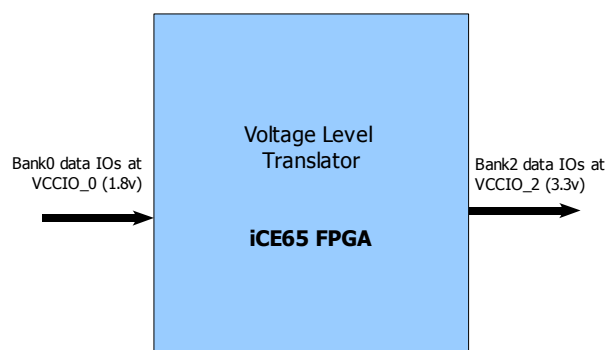 Voltage Level
Translator
Bank0 data IOs at
VCCIO_0 (1.8v)
Bank2 data IOs at
VCCIO_2 (3.3v)
iCE65 FPGA